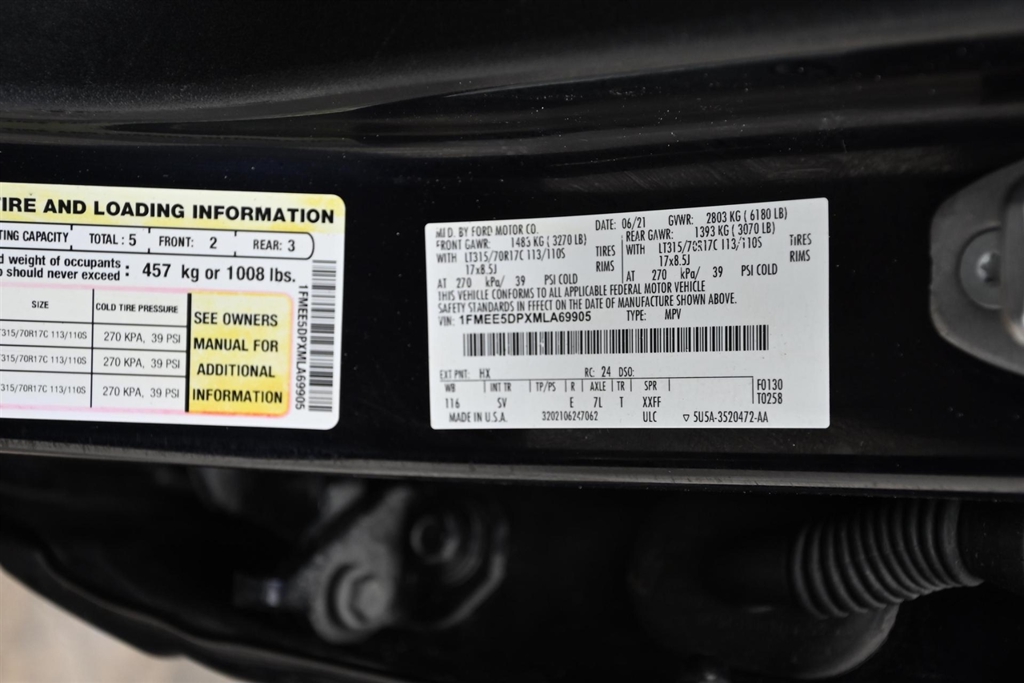 TIRE AND LOADING INFORMATION
TING CAPACITY TOTAL : 5 FRONT: 2 REAR: 3
d weight of occupants
o should never exceed : 457 kg or 1008 lbs.
SIZE COLD TIRE PRESSURE
T315/70R17C 113/110S 270 KPA, 39 PSI
315/70R17C 113/110S 270 KPA, 39 PSI
315/70R17C 113/110S 270 KPA, 39 PSI
SEE OWNERS
MANUAL FOR
ADDITIONAL
INFORMATION
1FMEE5DPXMLA69905
MFD. BY FORD MOTOR CO. DATE: 06/21 GVWR: 2803 KG ( 6180 LB)
FRONT GAWR: 1483 KG ( 3270 LB) REAR GAWR: 1393 KG ( 3070 LB)
WITH LT315/70R17C 113/110S TIRES WITH LT315/70R17C 113/110S TIRES
17x8.5J RIMS 17x8.5J RIMS
AT 270 kPa/ 39 PSI COLD AT 270 kPa/ 39 PSI COLD
THIS VEHICLE CONFORMS TO ALL APPLICABLE FEDERAL MOTOR VEHICLE
SAFETY STANDARDS IN EFFECT ON THE DATE OF MANUFACTURE SHOWN ABOVE.
VIN: 1FMEE5DPXMLA69905 TYPE: MPV
EXT PNT: HX RC: 24 DSO:
WB INT TR TP/PS R AXLE TR SPR F0130
116 SV E 7L T XXFF T0258
MADE IN U.S.A. 3202106247062 ULC ▽ 5U5A-3520472-AA